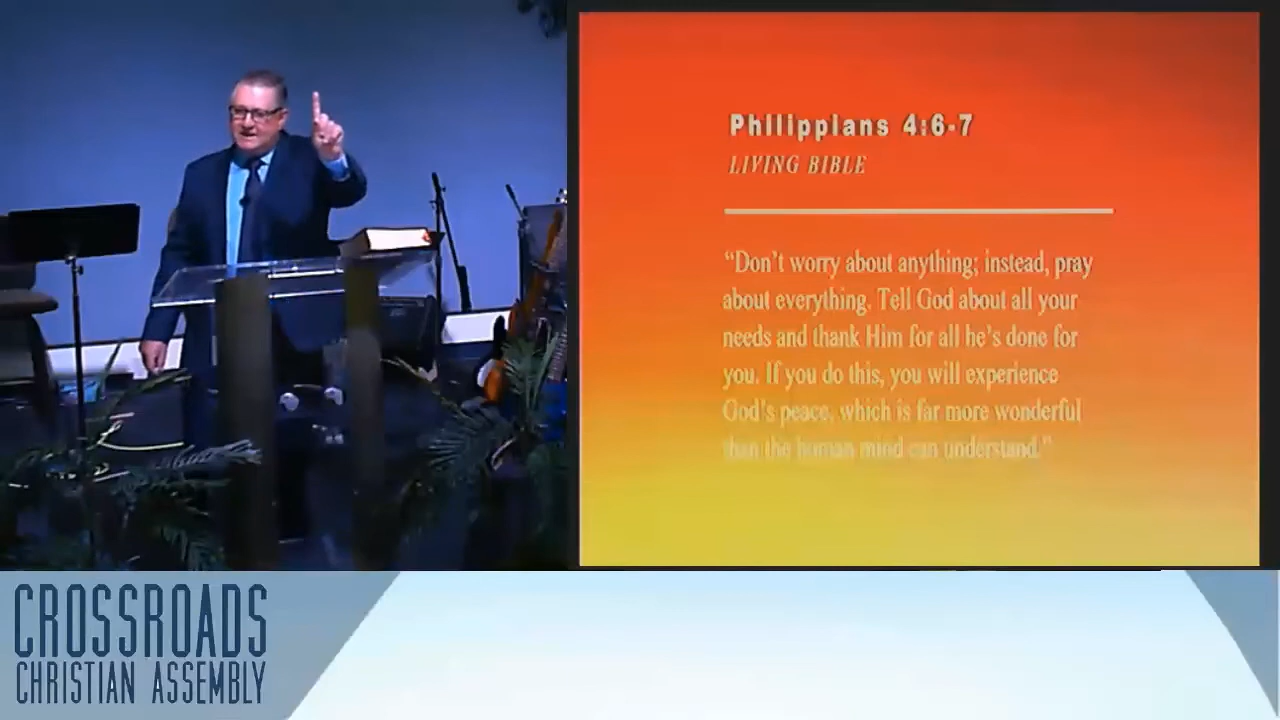 Philippians 4:6-7
LIVING BIBLE
“Don’t worry about anything; instead, pray
about everything. Tell God about all your
needs and thank Him for all he’s done for
you. If you do this, you will experience
God’s peace, which is far more wonderful
than the human mind can understand.”
CROSSROADS
CHRISTIAN ASSEMBLY